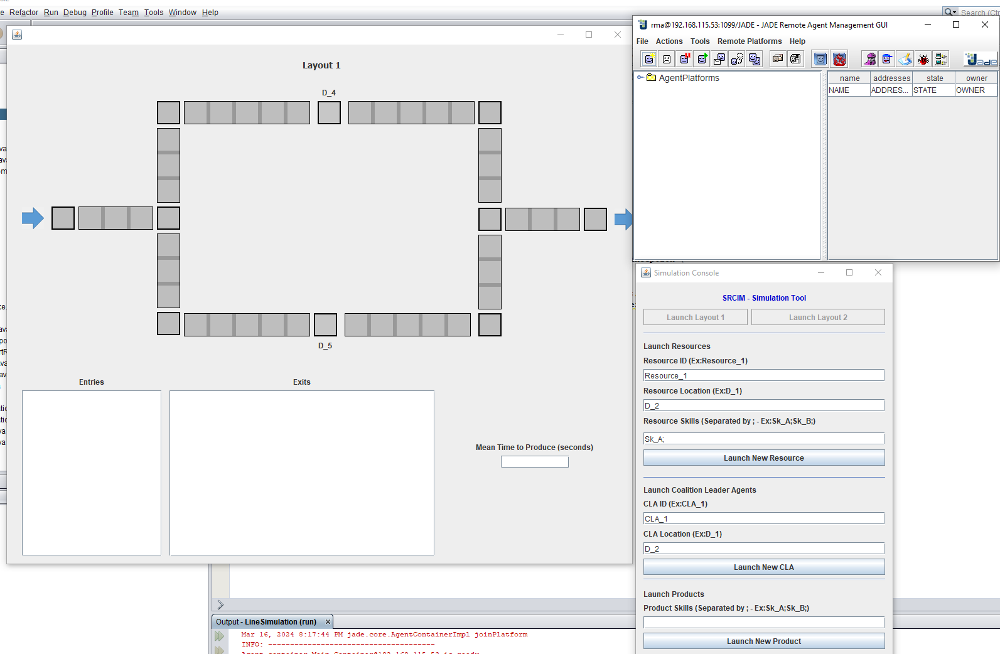 Refactor Run Debug Profile Team Tools Window Help
Search (Ctr
Layout 1
D_4
D_5
Entries
Exits
Mean Time to Produce (seconds)
rma@192.168.115.53:1099/JADE - JADE Remote Agent Management GUI
File Actions Tools Remote Platforms Help
Jade
AgentPlatforms
name addresses state owner
NAME ADDRES... STATE OWNER
Simulation Console
SRCIM - Simulation Tool
Launch Layout 1 Launch Layout 2
Launch Resources
Resource ID (Ex:Resource_1)
Resource_1
Resource Location (Ex:D_1)
D_2
Resource Skills (Separated by ; - Ex:Sk_A;Sk_B;)
Sk_A;
Launch New Resource
Launch Coalition Leader Agents
CLA ID (Ex:CLA_1)
CLA_1
CLA Location (Ex:D_1)
D_2
Launch New CLA
Launch Products
Product Skills (Separated by ; - Ex:Sk_A;Sk_B;)
Launch New Product
Output - LineSimulation (run)
Mar 16, 2024 8:17:44 PM jade.core.AgentContainerImpl joinPlatform
INFO: --------------------------------------